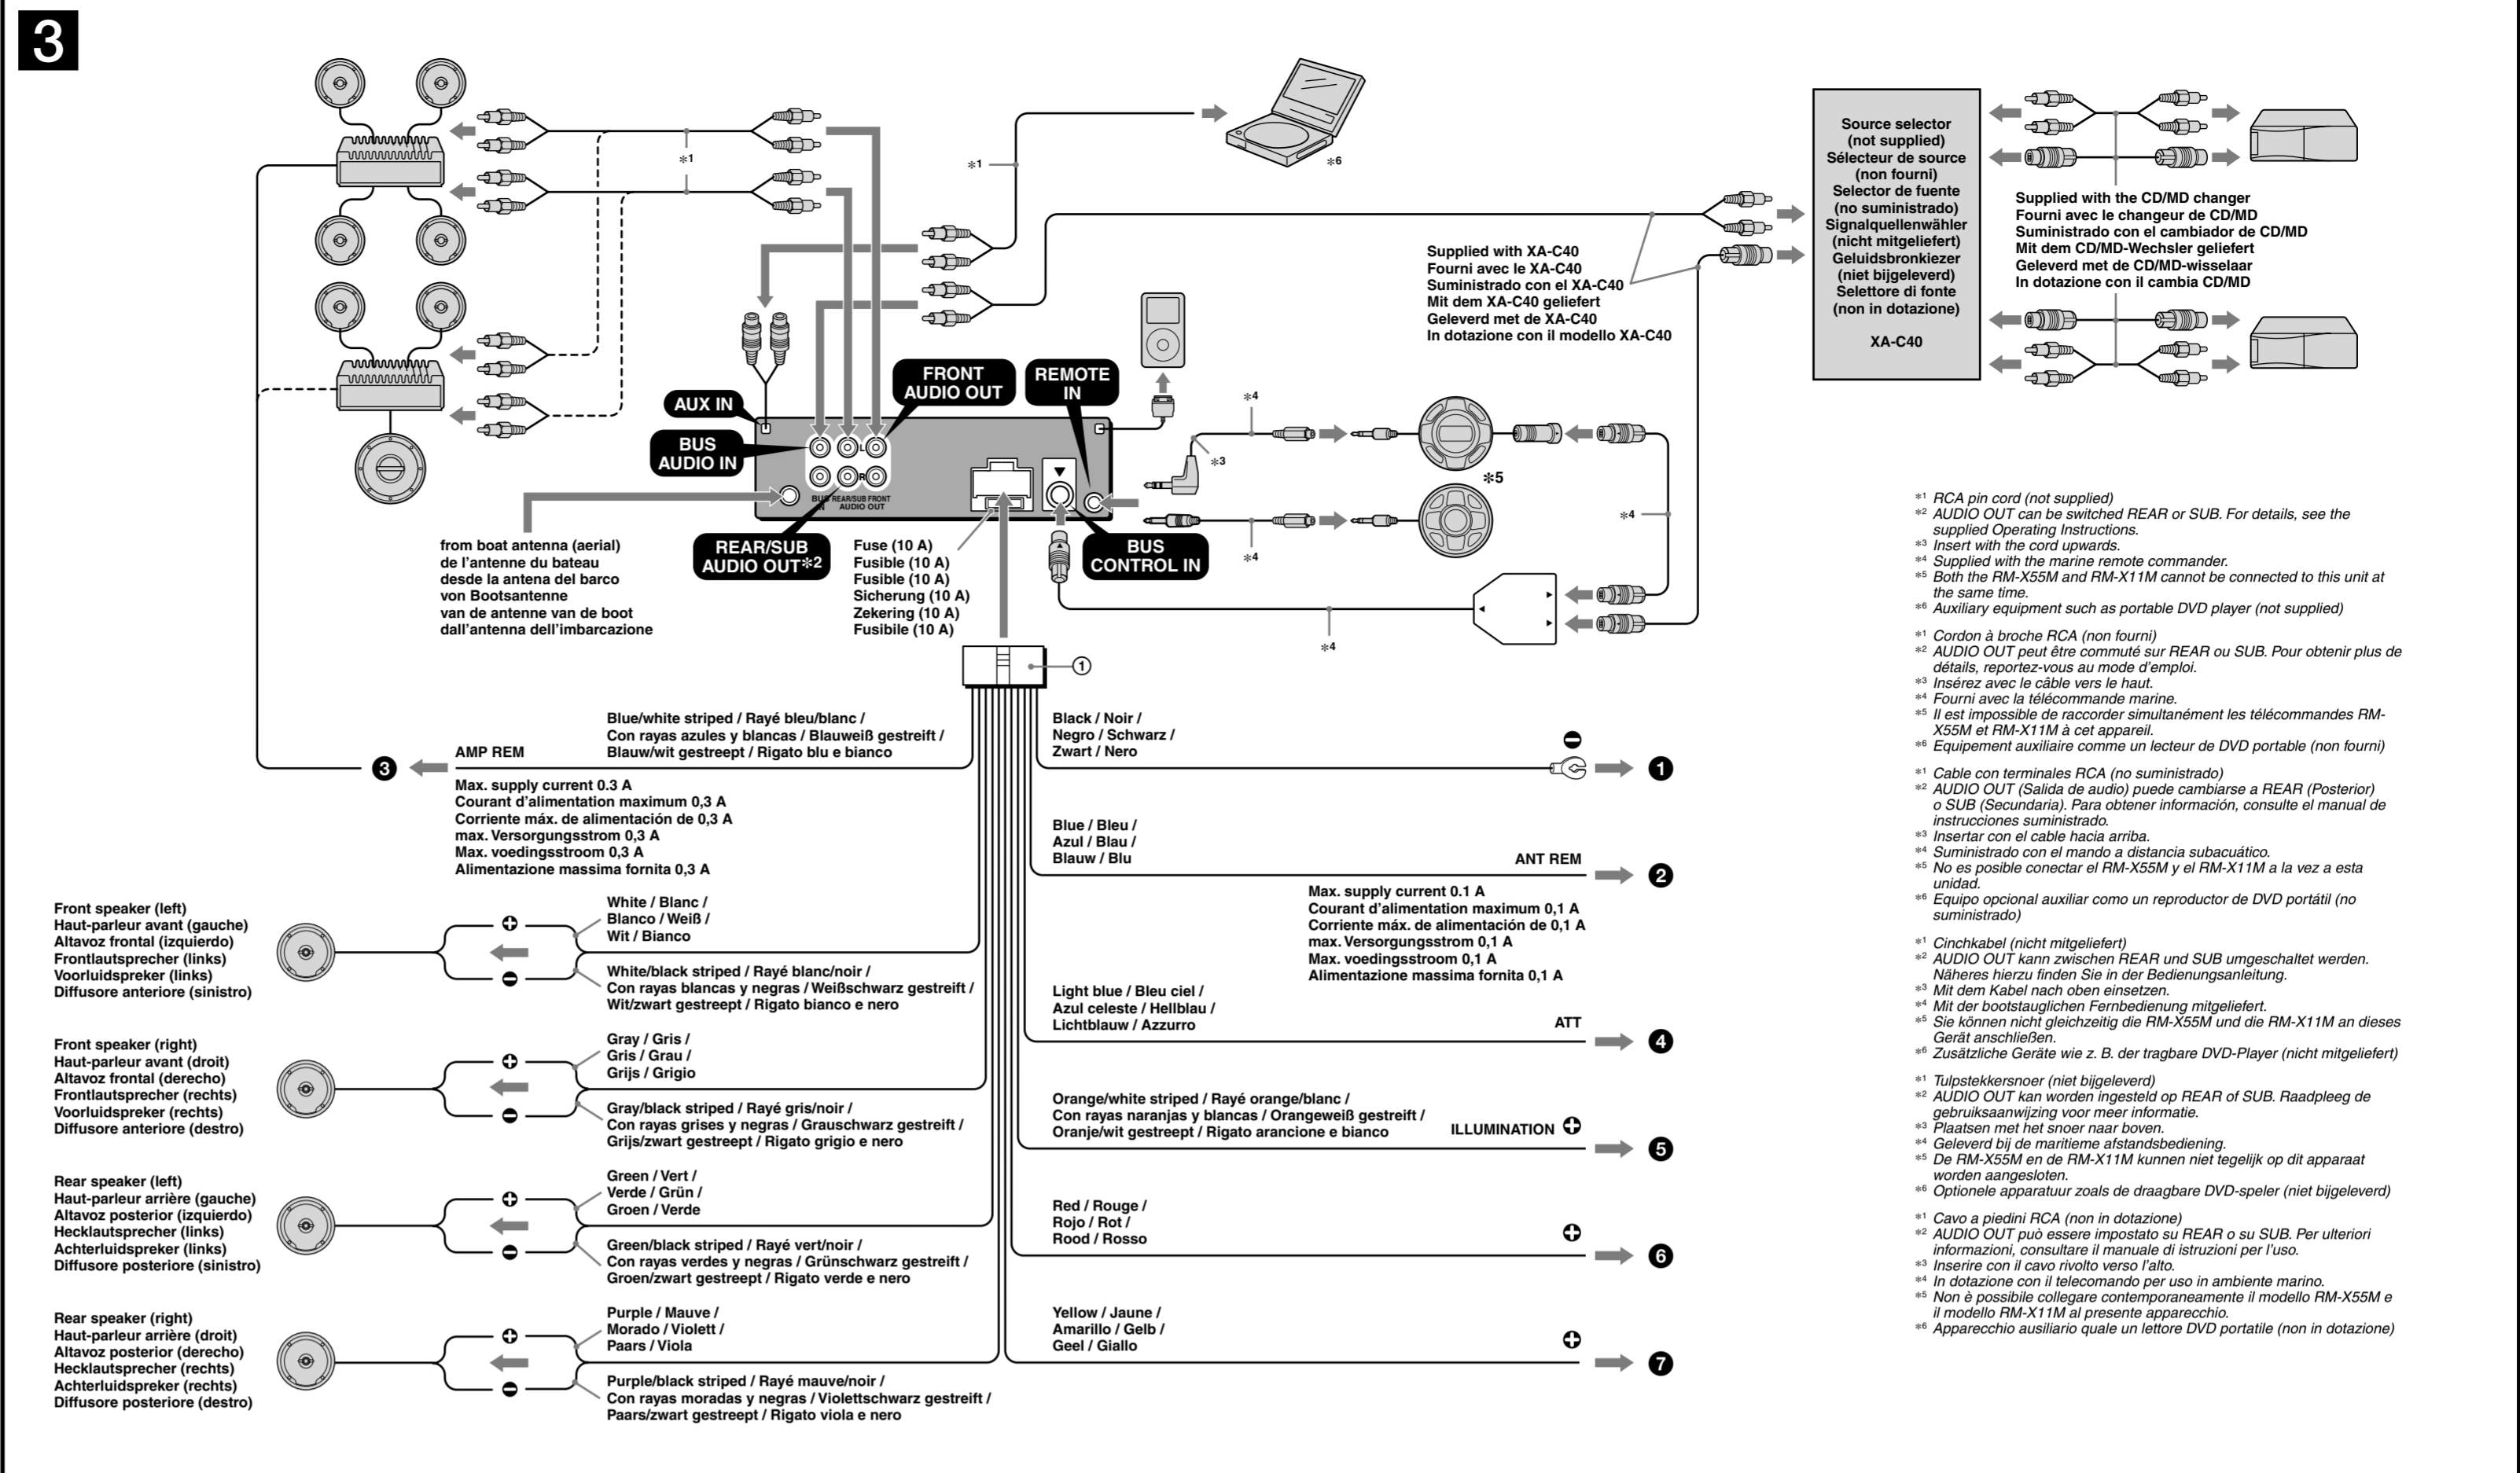 3
*1
*1
*6
Source selector
(not supplied)
Sélecteur de source
(non fourni)
Selector de fuente
(no suministrado)
Signalquellenwähler
(nicht mitgeliefert)
Geluidsbronkiezer
(niet bijgeleverd)
Selettore di fonte
(non in dotazione)
XA-C40
Supplied with the CD/MD changer
Fourni avec le changeur de CD/MD
Suministrado con el cambiador de CD/MD
Mit dem CD/MD-Wechsler geliefert
Geleverd met de CD/MD-wisselaar
In dotazione con il cambia CD/MD
Supplied with XA-C40
Fourni avec le XA-C40
Suministrado con el XA-C40
Mit dem XA-C40 geliefert
Geleverd met de XA-C40
In dotazione con il modello XA-C40
AUX IN
FRONT
AUDIO OUT
REMOTE
IN
BUS
AUDIO IN
L
R
BUS REAR/SUB FRONT
IN AUDIO OUT
*4
*3
*5
*4
*4
*4
from boat antenna (aerial)
de l'antenne du bateau
desde la antena del barco
von Bootsantenne
van de antenne van de boot
dall'antenna dell'imbarcazione
REAR/SUB
AUDIO OUT*2
Fuse (10 A)
Fusible (10 A)
Fusible (10 A)
Sicherung (10 A)
Zekering (10 A)
Fusibile (10 A)
BUS
CONTROL IN
1
AMP REM
Blue/white striped / Rayé bleu/blanc /
Con rayas azules y blancas / Blauweiß gestreift /
Blauw/wit gestreept / Rigato blu e bianco
3
Max. supply current 0.3 A
Courant d'alimentation maximum 0,3 A
Corriente máx. de alimentación de 0,3 A
max. Versorgungsstrom 0,3 A
Max. voedingsstroom 0,3 A
Alimentazione massima fornita 0,3 A
Black / Noir /
Negro / Schwarz /
Zwart / Nero
1
Blue / Bleu /
Azul / Blau /
Blauw / Blu
ANT REM
2
Max. supply current 0.1 A
Courant d'alimentation maximum 0,1 A
Corriente máx. de alimentación de 0,1 A
max. Versorgungsstrom 0,1 A
Max. voedingsstroom 0,1 A
Alimentazione massima fornita 0,1 A
Light blue / Bleu ciel /
Azul celeste / Hellblau /
Lichtblauw / Azzurro
ATT
4
Orange/white striped / Rayé orange/blanc /
Con rayas naranjas y blancas / Orangeweiß gestreift /
Oranje/wit gestreept / Rigato arancione e bianco
ILLUMINATION +
5
Red / Rouge /
Rojo / Rot /
Rood / Rosso
+
6
Yellow / Jaune /
Amarillo / Gelb /
Geel / Giallo
+
7
Front speaker (left)
Haut-parleur avant (gauche)
Altavoz frontal (izquierdo)
Frontlautsprecher (links)
Voorluidspreker (links)
Diffusore anteriore (sinistro)
White / Blanc /
Blanco / Weiß /
Wit / Bianco
White/black striped / Rayé blanc/noir /
Con rayas blancas y negras / Weißschwarz gestreift /
Wit/zwart gestreept / Rigato bianco e nero
Front speaker (right)
Haut-parleur avant (droit)
Altavoz frontal (derecho)
Frontlautsprecher (rechts)
Voorluidspreker (rechts)
Diffusore anteriore (destro)
Gray / Gris /
Gris / Grau /
Grijs / Grigio
Gray/black striped / Rayé gris/noir /
Con rayas grises y negras / Grauschwarz gestreift /
Grijs/zwart gestreept / Rigato grigio e nero
Rear speaker (left)
Haut-parleur arrière (gauche)
Altavoz posterior (izquierdo)
Hecklautsprecher (links)
Achterluidspreker (links)
Diffusore posteriore (sinistro)
Green / Vert /
Verde / Grün /
Groen / Verde
Green/black striped / Rayé vert/noir /
Con rayas verdes y negras / Grünschwarz gestreift /
Groen/zwart gestreept / Rigato verde e nero
Rear speaker (right)
Haut-parleur arrière (droit)
Altavoz posterior (derecho)
Hecklautsprecher (rechts)
Achterluidspreker (rechts)
Diffusore posteriore (destro)
Purple / Mauve /
Morado / Violett /
Paars / Viola
Purple/black striped / Rayé mauve/noir /
Con rayas moradas y negras / Violettschwarz gestreift /
Paars/zwart gestreept / Rigato viola e nero
*1 RCA pin cord (not supplied)
*2 AUDIO OUT can be switched REAR or SUB. For details, see the
supplied Operating Instructions.
*3 Insert with the cord upwards.
*4 Supplied with the marine remote commander.
*5 Both the RM-X55M and RM-X11M cannot be connected to this unit at
the same time.
*6 Auxiliary equipment such as portable DVD player (not supplied)
*1 Cordon à broche RCA (non fourni)
*2 AUDIO OUT peut être commuté sur REAR ou SUB. Pour obtenir plus de
détails, reportez-vous au mode d'emploi.
*3 Insérez avec le câble vers le haut.
*4 Fourni avec la télécommande marine.
*5 Il est impossible de raccorder simultanément les télécommandes RM-
X55M et RM-X11M à cet appareil.
*6 Equipement auxiliaire comme un lecteur de DVD portable (non fourni)
*1 Cable con terminales RCA (no suministrado)
*2 AUDIO OUT (Salida de audio) puede cambiarse a REAR (Posterior)
o SUB (Secundaria). Para obtener información, consulte el manual de
instrucciones suministrado.
*3 Insertar con el cable hacia arriba.
*4 Suministrado con el mando a distancia subacuático.
*5 No es posible conectar el RM-X55M y el RM-X11M a la vez a esta
unidad.
*6 Equipo opcional auxiliar como un reproductor de DVD portátil (no
suministrado)
*1 Cinchkabel (nicht mitgeliefert)
*2 AUDIO OUT kann zwischen REAR und SUB umgeschaltet werden.
Näheres hierzu finden Sie in der Bedienungsanleitung.
*3 Mit dem Kabel nach oben einsetzen.
*4 Mit der bootstauglichen Fernbedienung mitgeliefert.
*5 Sie können nicht gleichzeitig die RM-X55M und die RM-X11M an dieses
Gerät anschließen.
*6 Zusätzliche Geräte wie z. B. der tragbare DVD-Player (nicht mitgeliefert)
*1 Tulpstekkersnoer (niet bijgeleverd)
*2 AUDIO OUT kan worden ingesteld op REAR of SUB. Raadpleeg de
gebruiksaanwijzing voor meer informatie.
*3 Plaatsen met het snoer naar boven.
*4 Geleverd bij de maritieme afstandsbediening.
*5 De RM-X55M en de RM-X11M kunnen niet tegelijk op dit apparaat
worden aangesloten.
*6 Optionele apparatuur zoals de draagbare DVD-speler (niet bijgeleverd)
*1 Cavo a piedini RCA (non in dotazione)
*2 AUDIO OUT può essere impostato su REAR o su SUB. Per ulteriori
informazioni, consultare il manuale di istruzioni per l'uso.
*3 Inserire con il cavo rivolto verso l'alto.
*4 In dotazione con il telecomando per uso in ambiente marino.
*5 Non è possibile collegare contemporaneamente il modello RM-X55M e
il modello RM-X11M al presente apparecchio.
*6 Apparecchio ausiliario quale un lettore DVD portatile (non in dotazione)